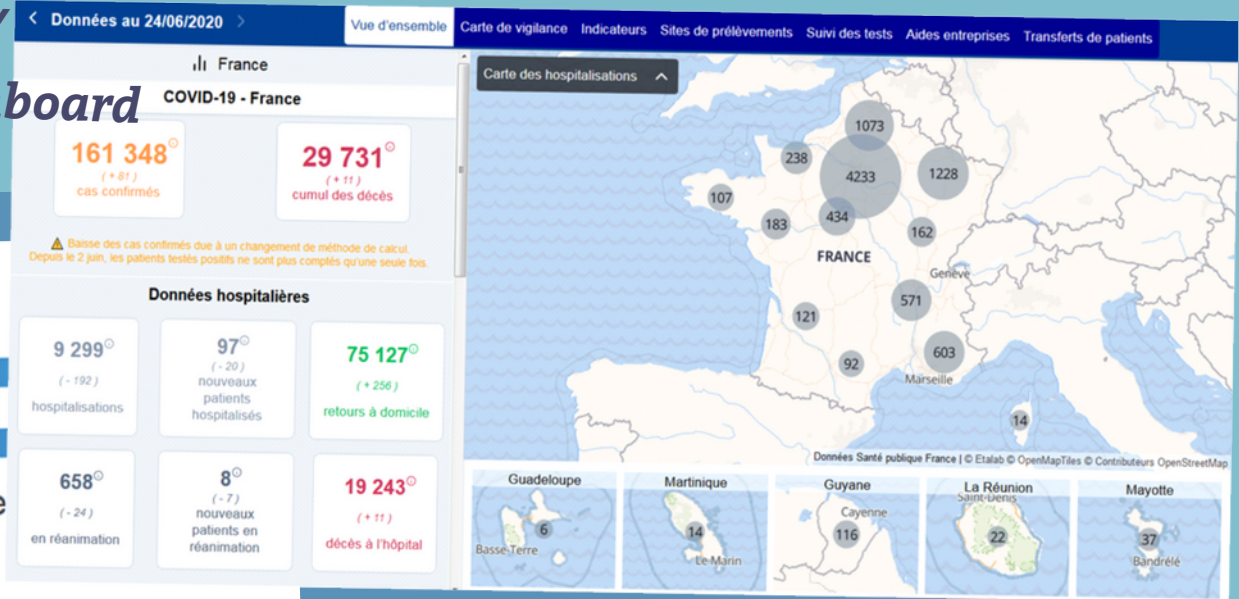 board
Données au 24/06/2020
Vue d'ensemble
Carte de vigilance
Indicateurs
Sites de prélèvements
Suivi des tests
Aides entreprises
Transferts de patients
France
COVID-19 - France
161 348
(+ 81)
cas confirmés
29 731
(+ 11)
cumul des décès
Baisse des cas confirmés due à un changement de méthode de calcul.
Depuis le 2 juin, les patients testés positifs ne sont plus comptés qu'une seule fois.
Données hospitalières
9 299
(- 192)
hospitalisations
97
(- 20)
nouveaux
patients
hospitalisés
75 127
(+ 256)
retours à domicile
658
(- 24)
en réanimation
8
(- 7)
nouveaux
patients en
réanimation
19 243
(+ 11)
décès à l'hôpital
Carte des hospitalisations
1073
238
4233
1228
107
183
434
162
FRANCE
Genève
571
121
92
603
Marseille
14
Données Santé publique France | © Etalab © OpenMapTiles © Contributeurs OpenStreetMap
Guadeloupe
6
Basse-Terre
Martinique
14
Le Marin
Guyane
Cayenne
116
La Réunion
Saint-Denis
22
Mayotte
37
Bandrélé